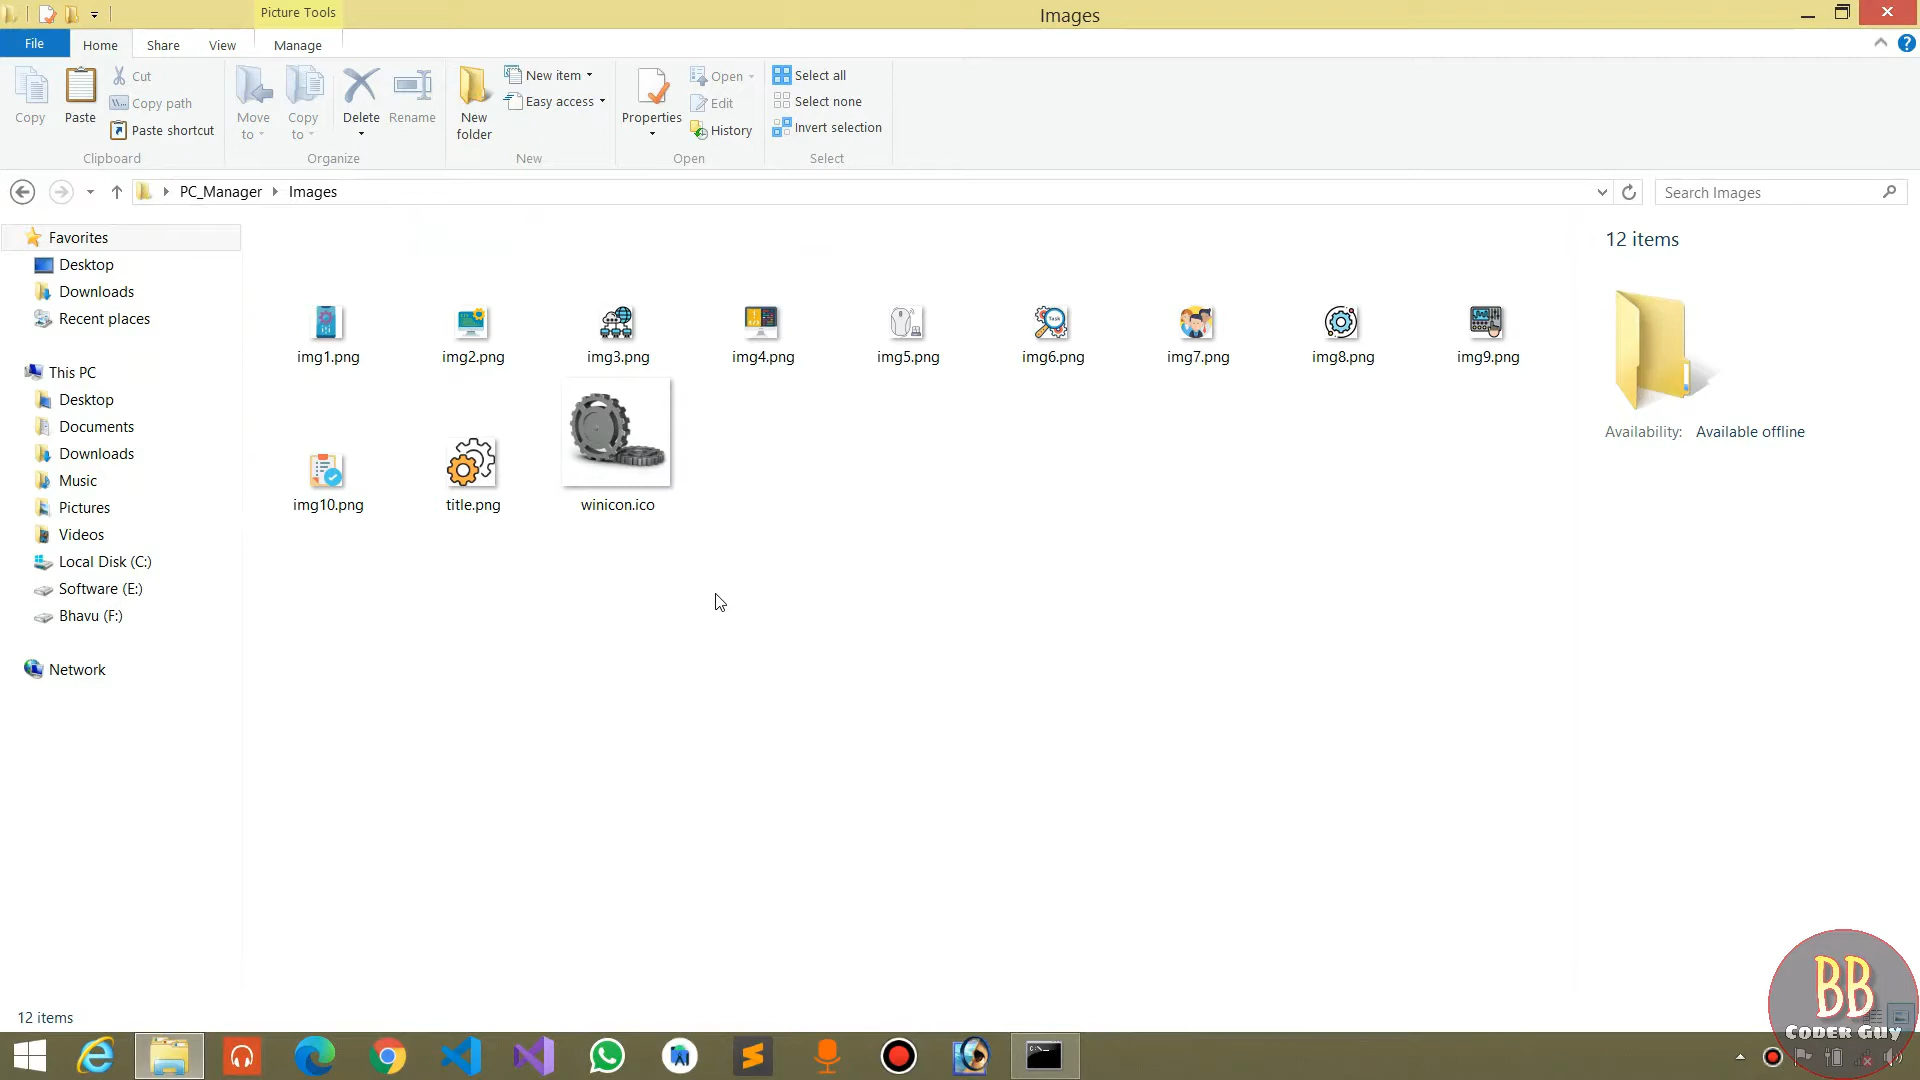 Picture Tools
Images
File
Home
Share
View
Manage
Copy
Paste
Cut
Copy path
Paste shortcut
Clipboard
Move to
Copy to
Delete
Rename
Organize
New folder
New item
Easy access
New
Properties
Open
Edit
History
Open
Select all
Select none
Invert selection
Select
PC_Manager
Images
Search Images
Favorites
Desktop
Downloads
Recent places
This PC
Desktop
Documents
Downloads
Music
Pictures
Videos
Local Disk (C:)
Software (E:)
Bhavu (F:)
Network
img1.png
img2.png
img3.png
img4.png
img5.png
img6.png
img7.png
img8.png
img9.png
img10.png
title.png
winicon.ico
12 items
Availability: Available offline
12 items
BB
CODER GUY